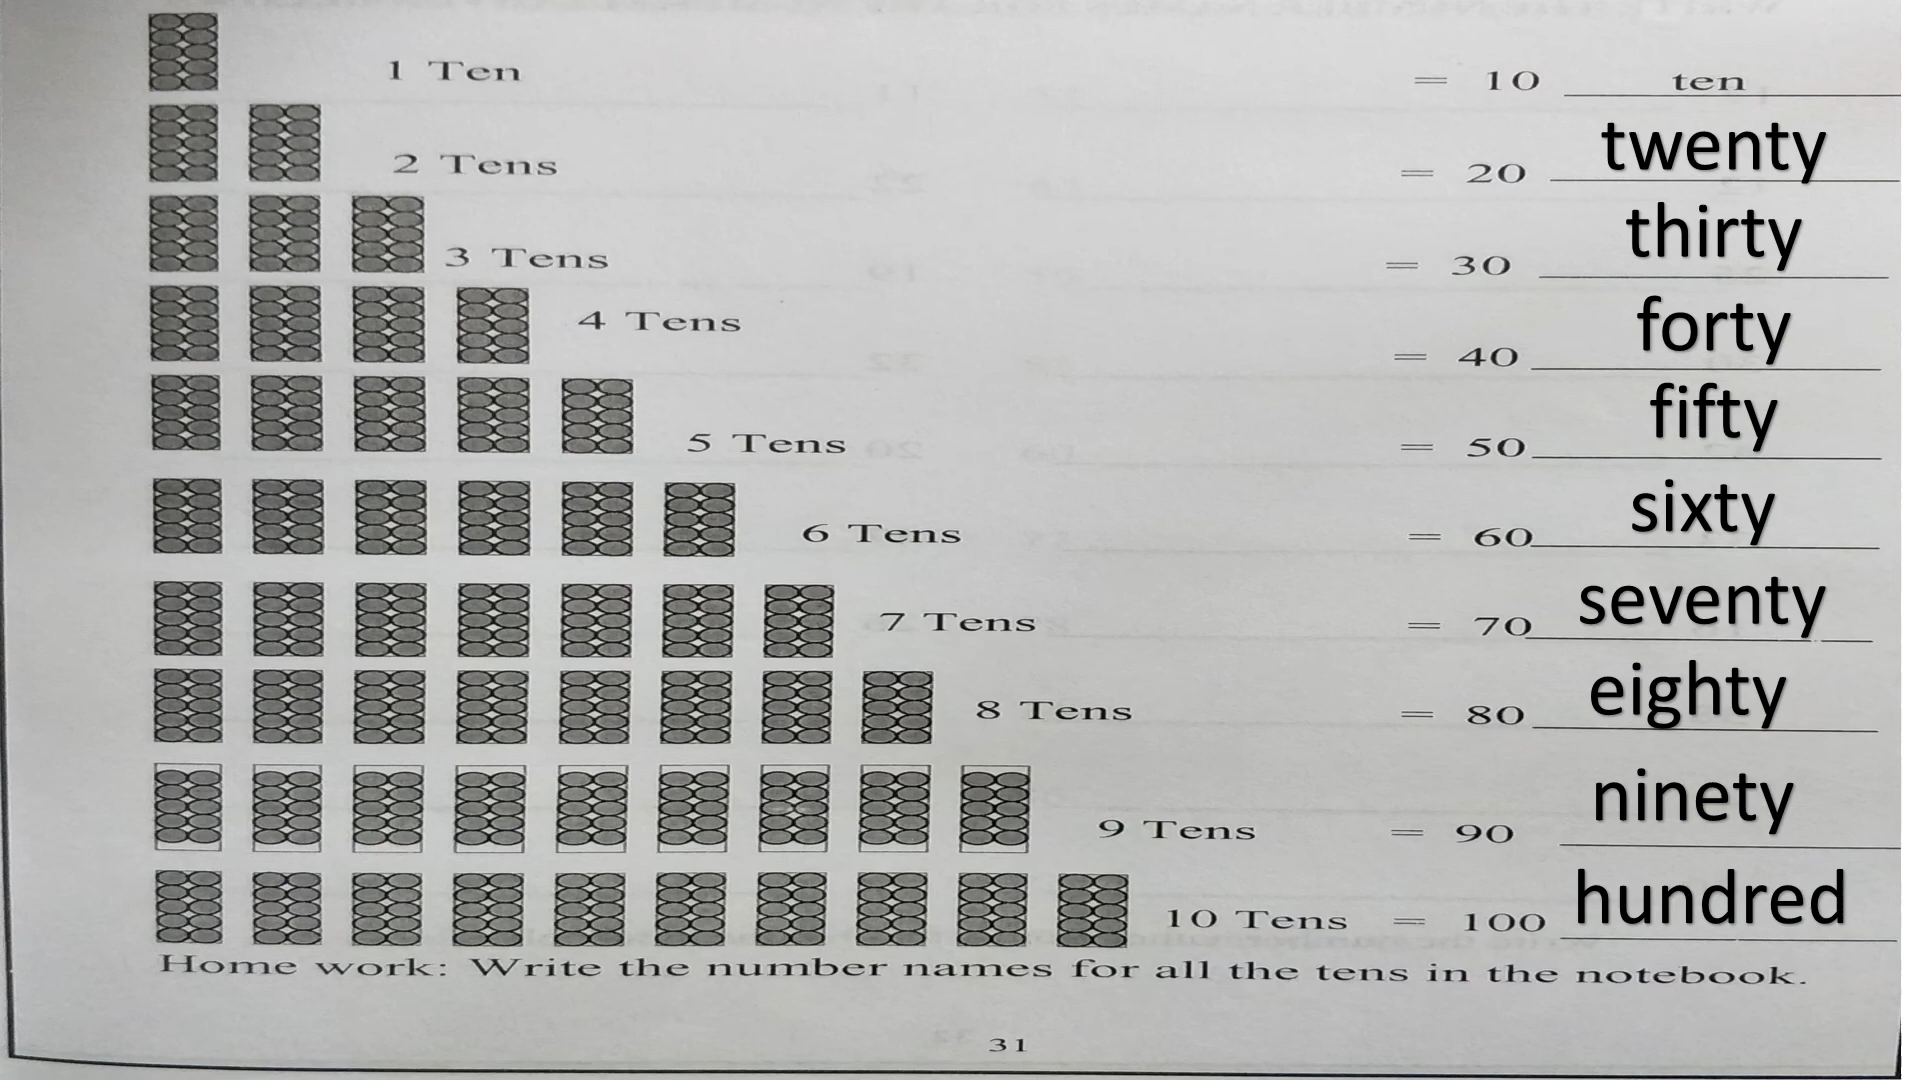 1 Ten = 10 ten
2 Tens = 20 twenty
3 Tens = 30 thirty
4 Tens = 40 forty
5 Tens = 50 fifty
6 Tens = 60 sixty
7 Tens = 70 seventy
8 Tens = 80 eighty
9 Tens = 90 ninety
10 Tens = 100 hundred
Home work: Write the number names for all the tens in the notebook.
31